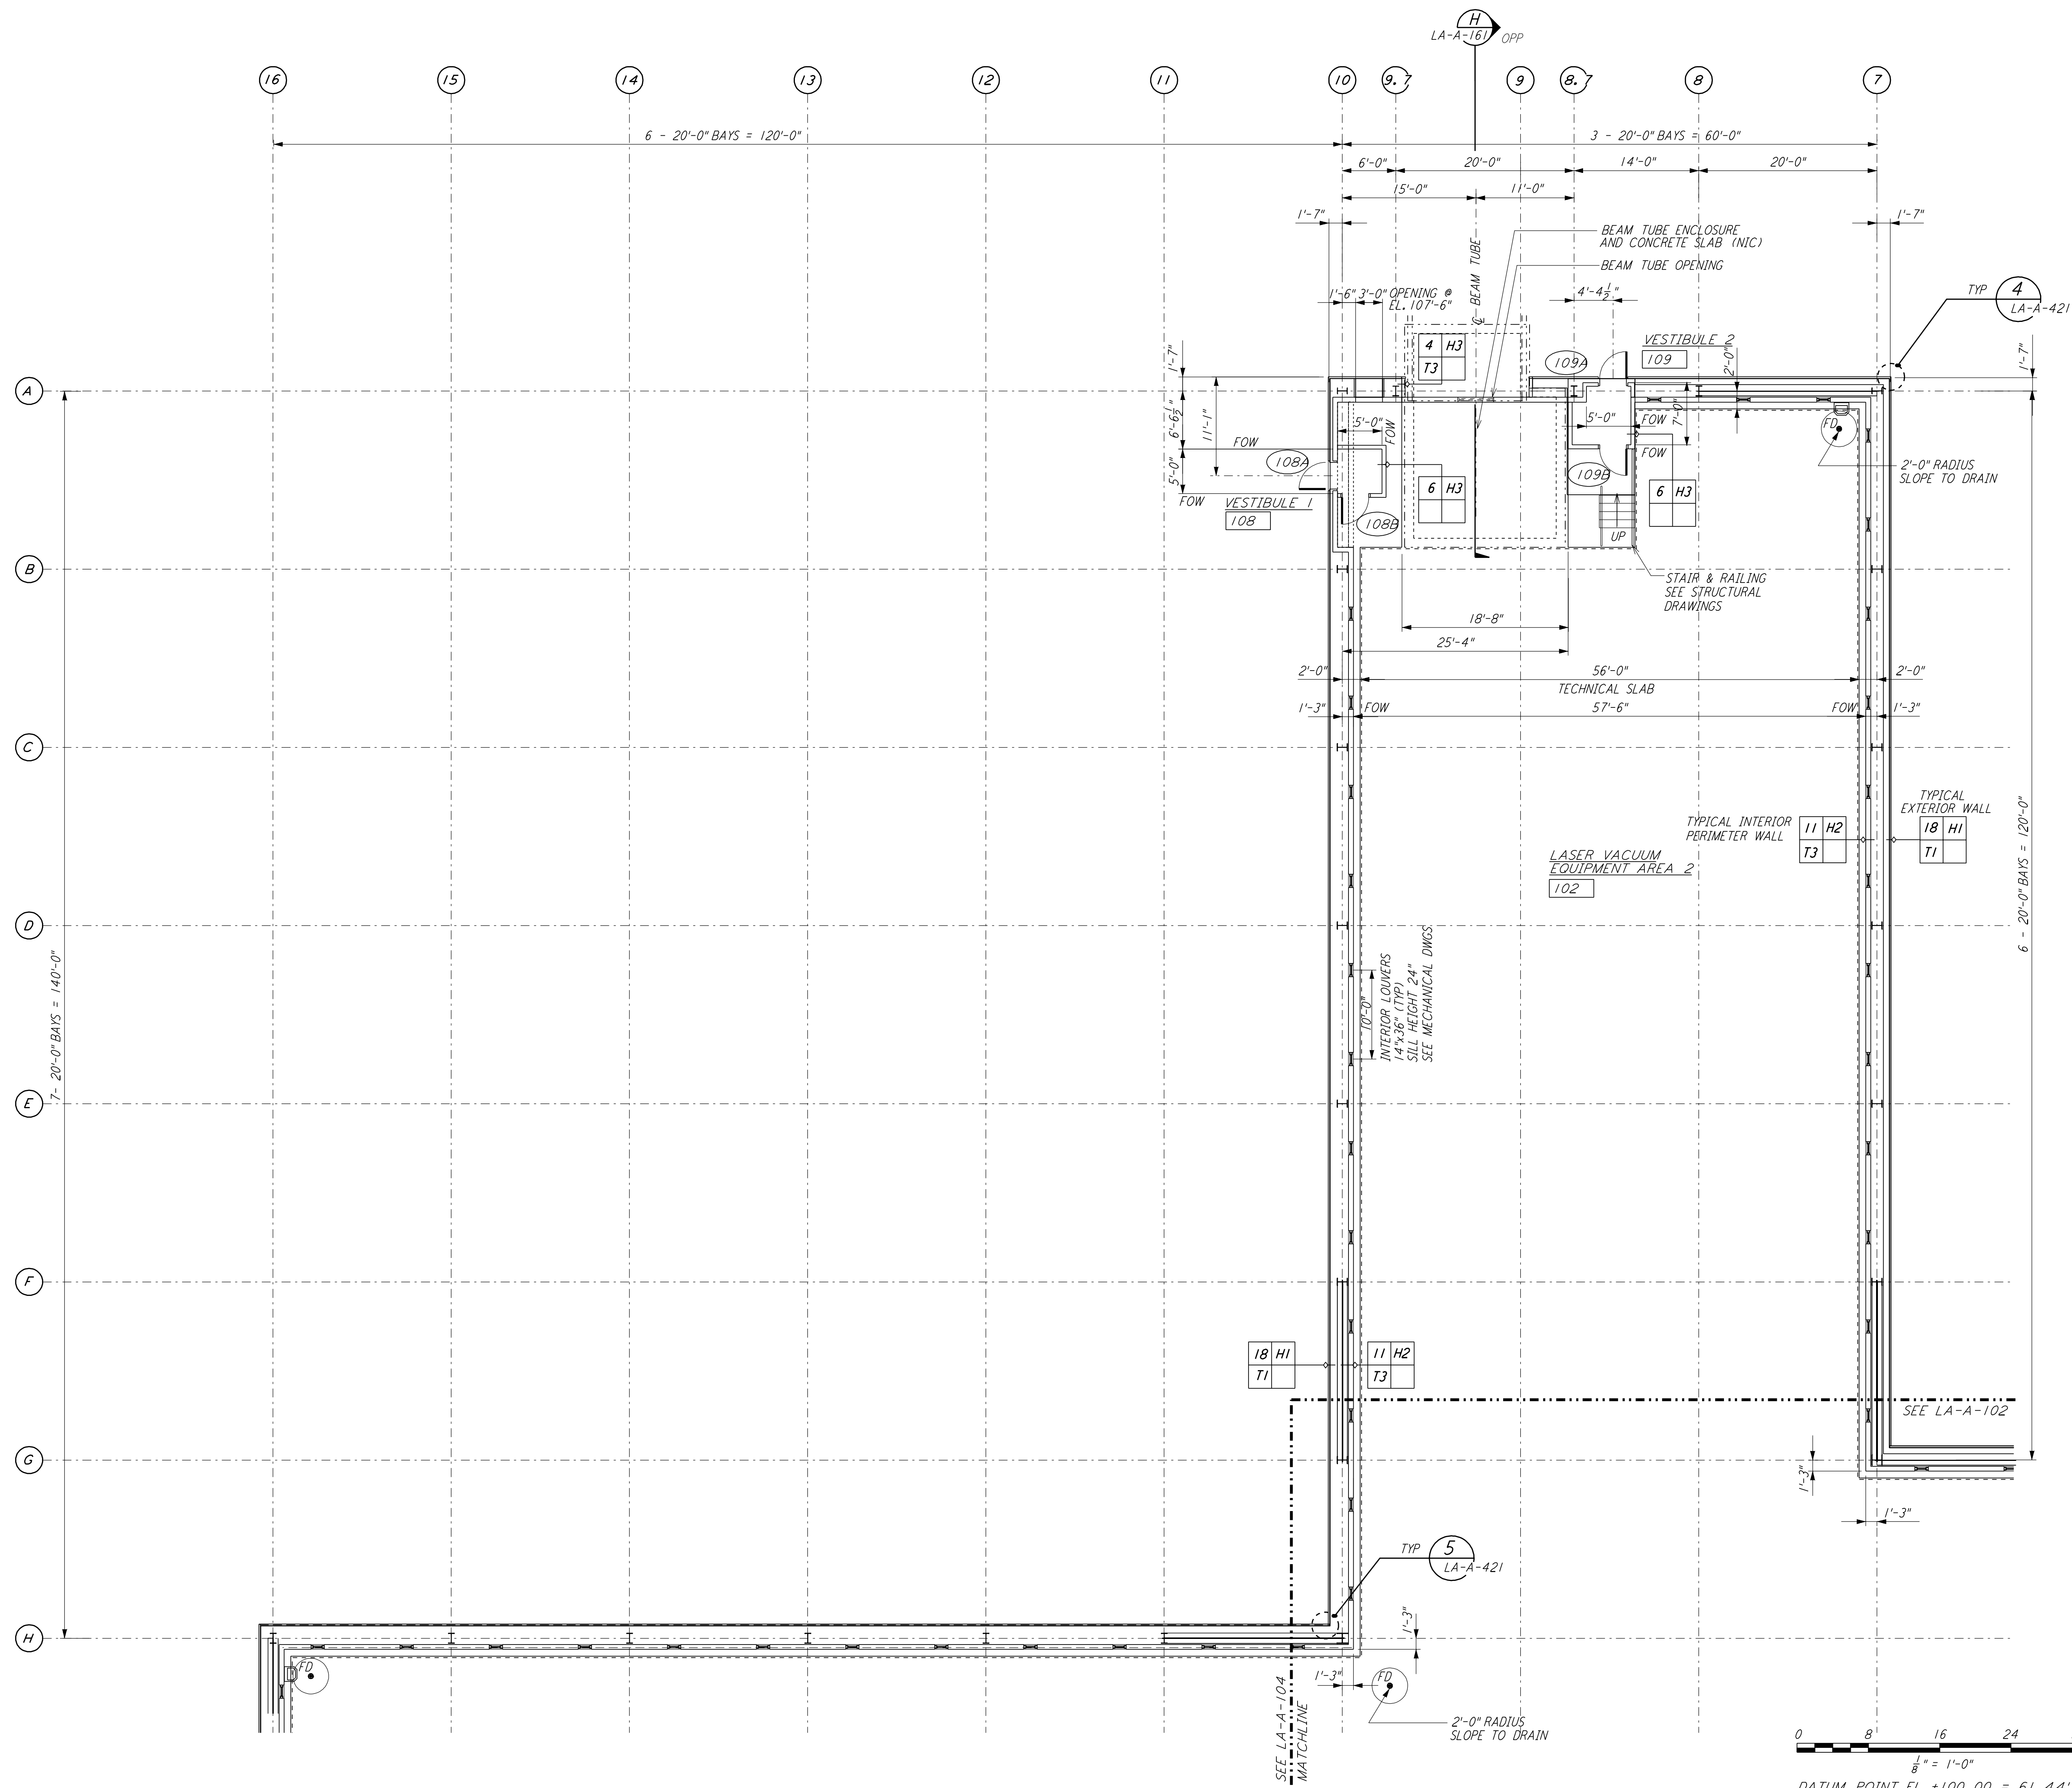 H
LA-A-161
OPP
16
15
14
13
12
11
10
9.7
9
8.7
8
7
6 - 20'-0" BAYS = 120'-0"
3 - 20'-0" BAYS = 60'-0"
6'-0"
20'-0"
14'-0"
20'-0"
15'-0"
11'-0"
1'-7"
1'-7"
BEAM TUBE ENCLOSURE
AND CONCRETE SLAB (NIC)
BEAM TUBE OPENING
℄ BEAM TUBE
4'-4 1/2"
1'-6"
3'-0"
OPENING @
EL. 107'-6"
TYP
4
LA-A-421
4 H3
T3
109A
VESTIBULE 2
109
2'-0"
1'-7"
1'-7"
A
6'-6 1/2"
11'-1"
5'-0"
FOW
FOW
5'-0"
FOW
5'-0"
FOW
7'-0"
FOW
FD
108A
109B
2'-0" RADIUS
SLOPE TO DRAIN
VESTIBULE 1
108
108B
6 H3
6 H3
UP
B
STAIR & RAILING
SEE STRUCTURAL
DRAWINGS
18'-8"
25'-4"
2'-0"
56'-0"
2'-0"
TECHNICAL SLAB
1'-3"
FOW
57'-6"
FOW
1'-3"
C
TYPICAL
EXTERIOR WALL
TYPICAL INTERIOR
PERIMETER WALL
11 H2
T3
18 H1
T1
LASER VACUUM
EQUIPMENT AREA 2
102
D
7- 20'-0" BAYS = 140'-0"
6 - 20'-0" BAYS = 120'-0"
10'-0"
INTERIOR LOUVERS
14"x36" (TYP)
SILL HEIGHT 24"
SEE MECHANICAL DWGS
E
F
18 H1
T1
11 H2
T3
SEE LA-A-102
G
1'-3"
1'-3"
TYP
5
LA-A-421
H
1'-3"
FD
1'-3"
FD
2'-0" RADIUS
SLOPE TO DRAIN
SEE LA-A-104
MATCHLINE
0 8 16 24
1/8" = 1'-0"
DATUM POINT EL +100.00 = 61.44